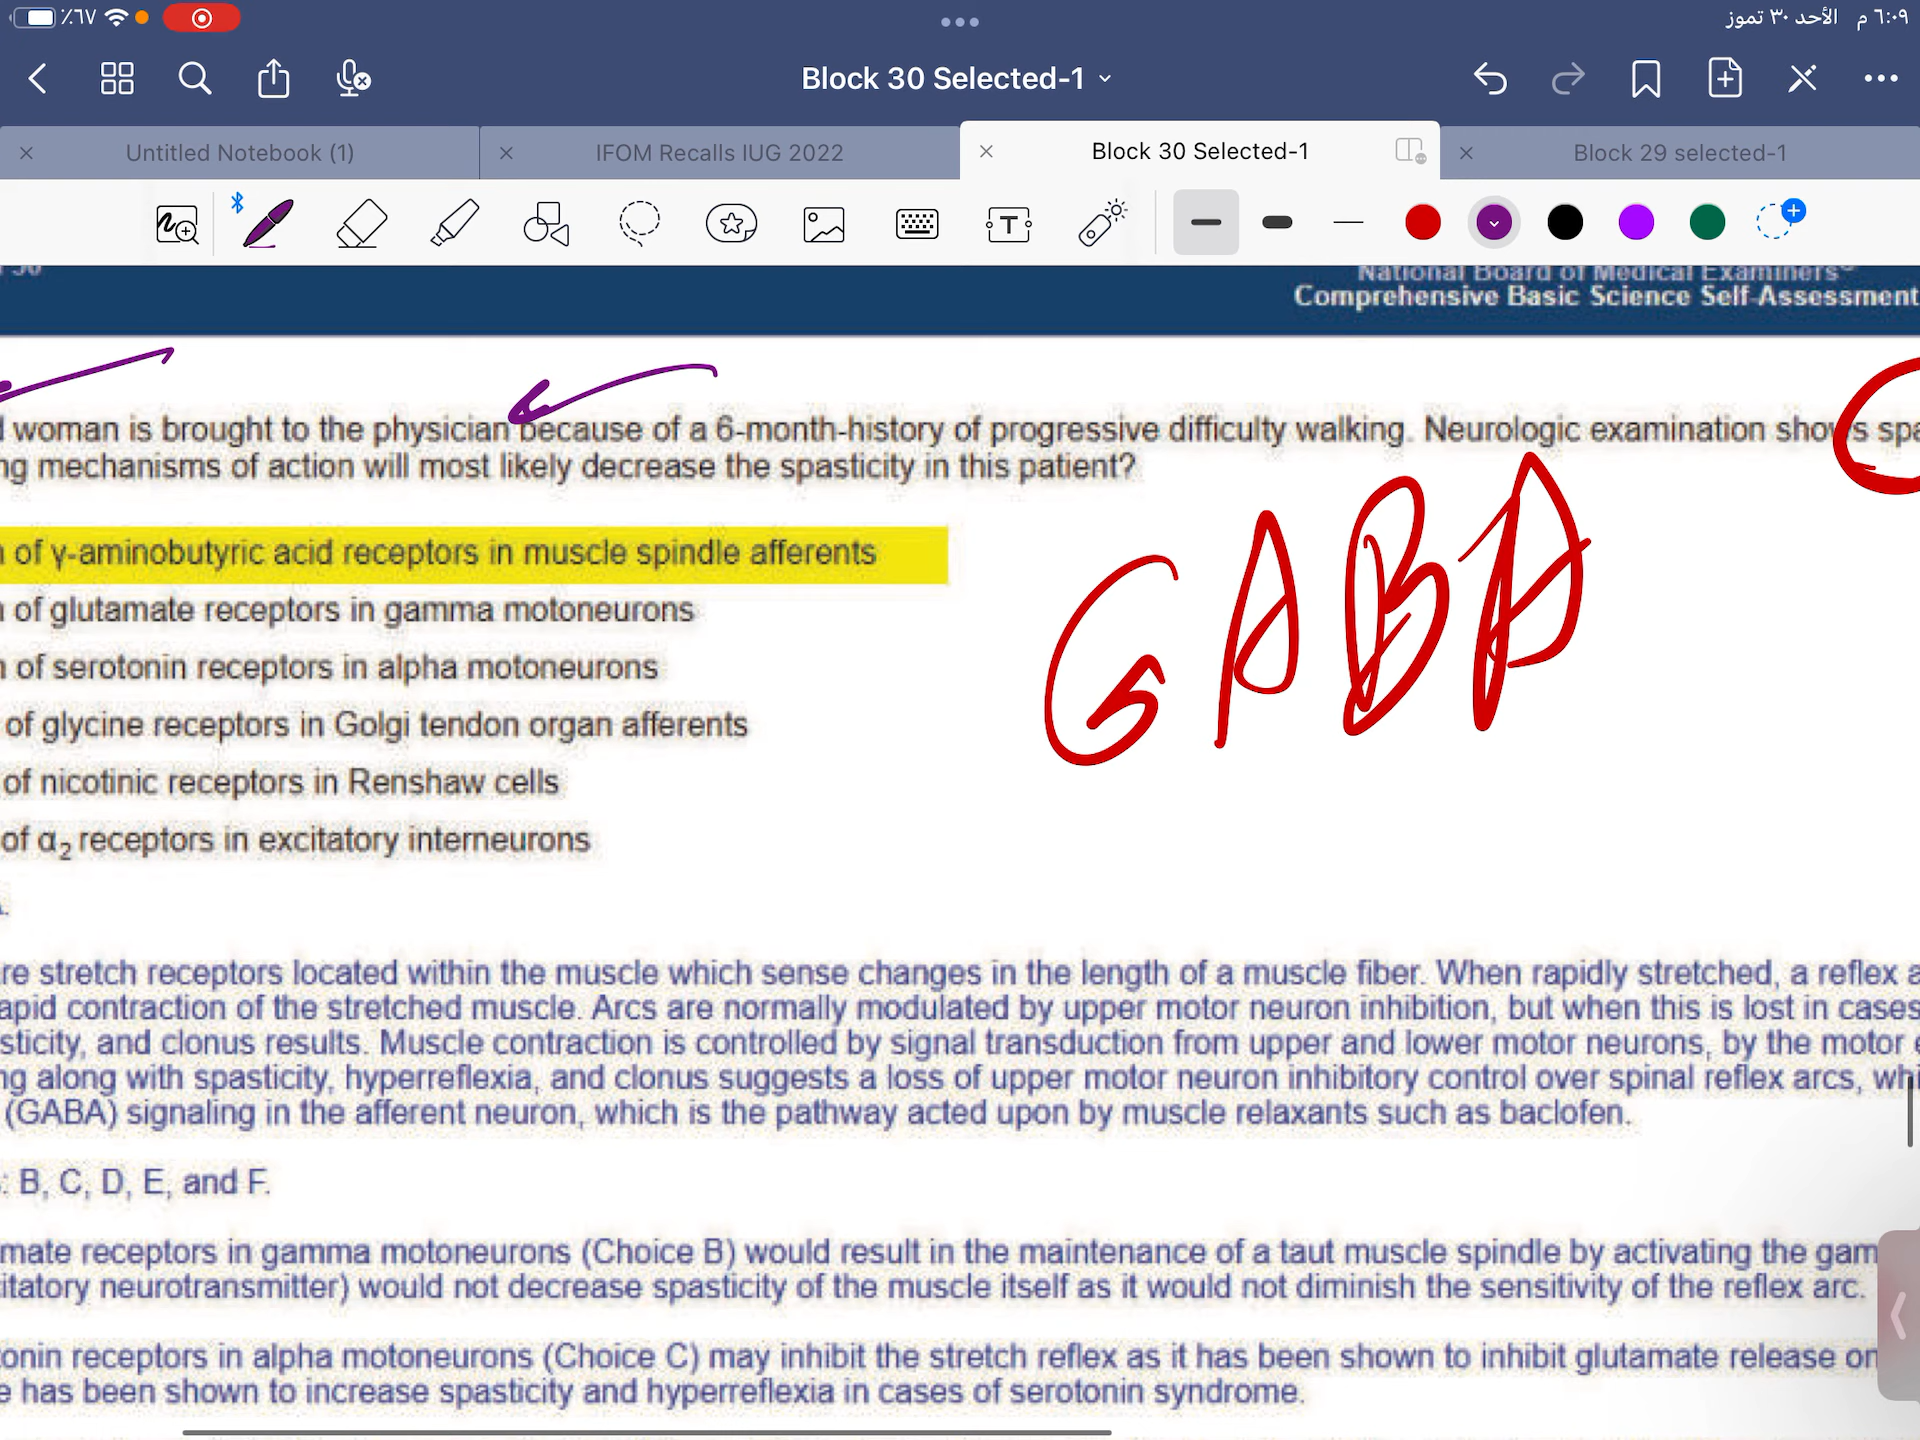 ٪٦٧
٦:٠٩ م الأحد ٣٠ تموز
Block 30 Selected-1
Untitled Notebook (1)
IFOM Recalls IUG 2022
Block 30 Selected-1
Block 29 selected-1
T
National Board of Medical Examiners
Comprehensive Basic Science Self-Assessment
woman is brought to the physician because of a 6-month-history of progressive difficulty walking. Neurologic examination shows spa
ng mechanisms of action will most likely decrease the spasticity in this patient?
of γ-aminobutyric acid receptors in muscle spindle afferents
GABA
of glutamate receptors in gamma motoneurons
of serotonin receptors in alpha motoneurons
of glycine receptors in Golgi tendon organ afferents
of nicotinic receptors in Renshaw cells
of α₂ receptors in excitatory interneurons
re stretch receptors located within the muscle which sense changes in the length of a muscle fiber. When rapidly stretched, a reflex a
apid contraction of the stretched muscle. Arcs are normally modulated by upper motor neuron inhibition, but when this is lost in cases
sticity, and clonus results. Muscle contraction is controlled by signal transduction from upper and lower motor neurons, by the motor
ng along with spasticity, hyperreflexia, and clonus suggests a loss of upper motor neuron inhibitory control over spinal reflex arcs, whi
(GABA) signaling in the afferent neuron, which is the pathway acted upon by muscle relaxants such as baclofen.
: B, C, D, E, and F.
mate receptors in gamma motoneurons (Choice B) would result in the maintenance of a taut muscle spindle by activating the gam
itatory neurotransmitter) would not decrease spasticity of the muscle itself as it would not diminish the sensitivity of the reflex arc.
onin receptors in alpha motoneurons (Choice C) may inhibit the stretch reflex as it has been shown to inhibit glutamate release on
e has been shown to increase spasticity and hyperreflexia in cases of serotonin syndrome.